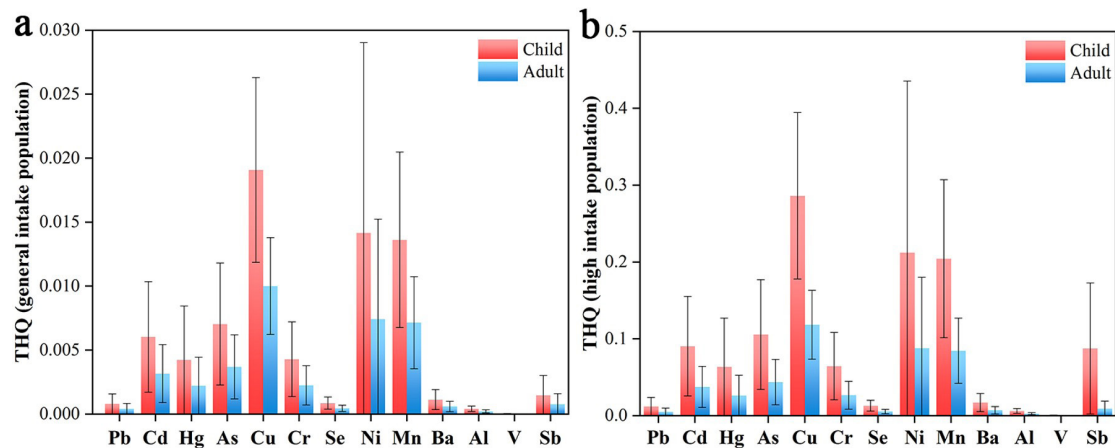 a
0.030
0.025
0.020
0.015
0.010
0.005
0.000
THQ (general intake population)
Child
Adult
Pb Cd Hg As Cu Cr Se Ni Mn Ba Al V Sb
b
0.5
0.4
0.3
0.2
0.1
0.0
THQ (high intake population)
Child
Adult
Pb Cd Hg As Cu Cr Se Ni Mn Ba Al V Sb